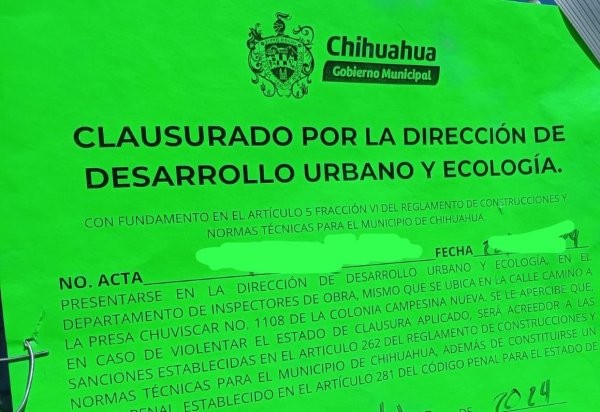 Chihuahua
Gobierno Municipal
CLAUSURADO POR LA DIRECCIÓN DE
DESARROLLO URBANO Y ECOLOGÍA.
CON FUNDAMENTO EN EL ARTÍCULO 5 FRACCIÓN VI DEL REGLAMENTO DE CONSTRUCCIONES Y
NORMAS TÉCNICAS PARA EL MUNICIPIO DE CHIHUAHUA.
NO. ACTA FECHA
PRESENTARSE EN LA DIRECCIÓN DE DESARROLLO URBANO Y ECOLOGÍA, EN EL
DEPARTAMENTO DE INSPECTORES DE OBRA, MISMO QUE SE UBICA EN LA CALLE CAMINO A
LA PRESA CHUVISCAR NO. 1108 DE LA COLONIA CAMPESINA NUEVA. SE LE APERCIBE QUE,
EN CASO DE VIOLENTAR EL ESTADO DE CLAUSURA APLICADO, SERÁ ACREEDOR A LAS
SANCIONES ESTABLECIDAS EN EL ARTICULO 262 DEL REGLAMENTO DE CONSTRUCCIONES Y
NORMAS TÉCNICAS PARA EL MUNICIPIO DE CHIHUAHUA, ADEMÁS DE CONSTITUIRSE UN
PENAL ESTABLECIDO EN EL ARTÍCULO 281 DEL CÓDIGO PENAL PARA EL ESTADO DE
DE 2024